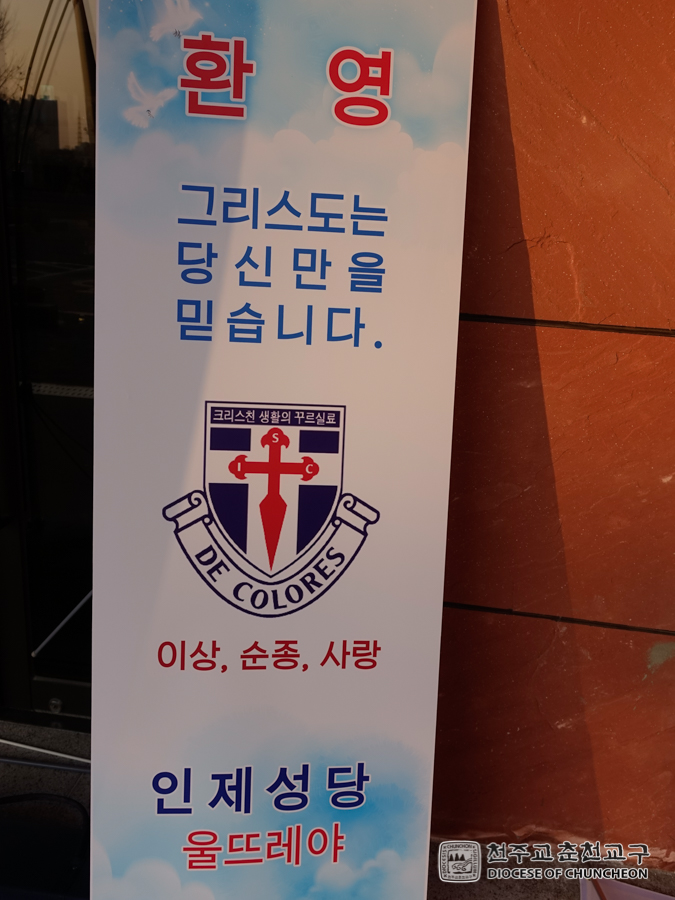 환 영
그리스도는
당신만을
믿습니다.
크리스천 생활의 꾸르실료
S
I C
DE COLORES
이상, 순종, 사랑
인제성당
울뜨레야
천주교 춘천교구
DIOCESE OF CHUNCHEON